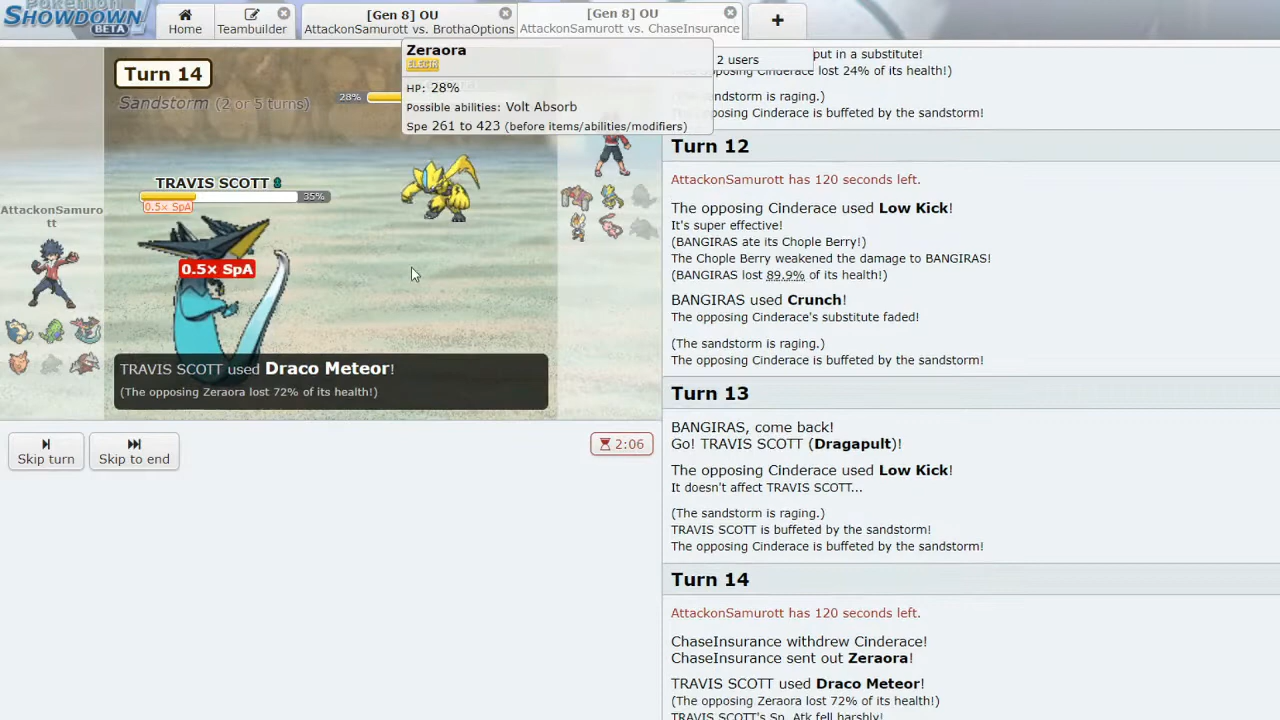 Pokémon
SHOWDOWN
BETA
Home
Teambuilder
[Gen 8] OU
AttackonSamurott vs. BrothaOptions
[Gen 8] OU
AttackonSamurott vs. ChaseInsurance
+
Turn 14
Sandstorm (2 or 5 turns)
28%
Zeraora
ELECTR
HP: 28%
Possible abilities: Volt Absorb
Spe 261 to 423 (before items/abilities/modifiers)
2 users
TRAVIS SCOTT
35%
0.5× SpA
0.5× SpA
AttackonSamuro
tt
TRAVIS SCOTT used Draco Meteor!
(The opposing Zeraora lost 72% of its health!)
Skip turn
Skip to end
2:06
put in a substitute!
opposing Cinderace lost 24% of its health!)
sandstorm is raging.)
The opposing Cinderace is buffeted by the sandstorm!
Turn 12
AttackonSamurott has 120 seconds left.
The opposing Cinderace used Low Kick!
It's super effective!
(BANGIRAS ate its Chople Berry!)
The Chople Berry weakened the damage to BANGIRAS!
(BANGIRAS lost 89.9% of its health!)
BANGIRAS used Crunch!
The opposing Cinderace's substitute faded!
(The sandstorm is raging.)
The opposing Cinderace is buffeted by the sandstorm!
Turn 13
BANGIRAS, come back!
Go! TRAVIS SCOTT (Dragapult)!
The opposing Cinderace used Low Kick!
It doesn't affect TRAVIS SCOTT...
(The sandstorm is raging.)
TRAVIS SCOTT is buffeted by the sandstorm!
The opposing Cinderace is buffeted by the sandstorm!
Turn 14
AttackonSamurott has 120 seconds left.
ChaseInsurance withdrew Cinderace!
ChaseInsurance sent out Zeraora!
TRAVIS SCOTT used Draco Meteor!
(The opposing Zeraora lost 72% of its health!)
TRAVIS SCOTT's Sp. Atk fell harshly!